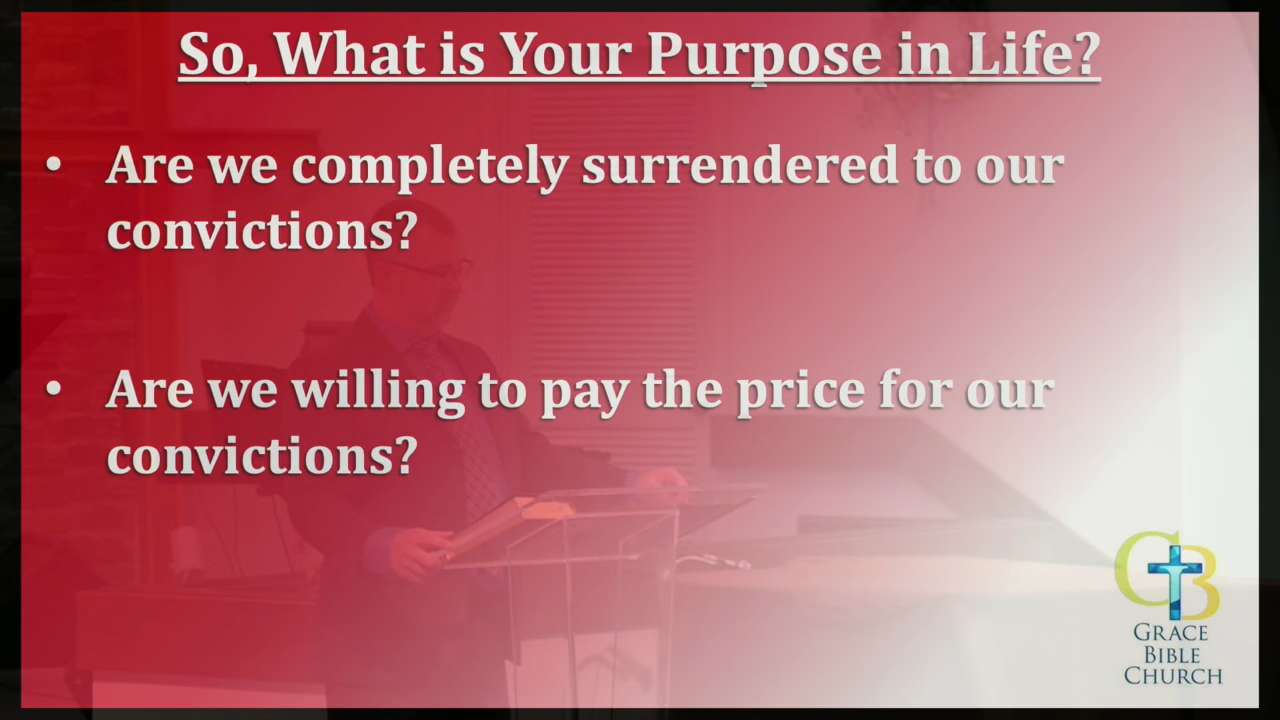 So, What is Your Purpose in Life?
• Are we completely surrendered to our
convictions?
• Are we willing to pay the price for our
convictions?
CB
GRACE
BIBLE
CHURCH